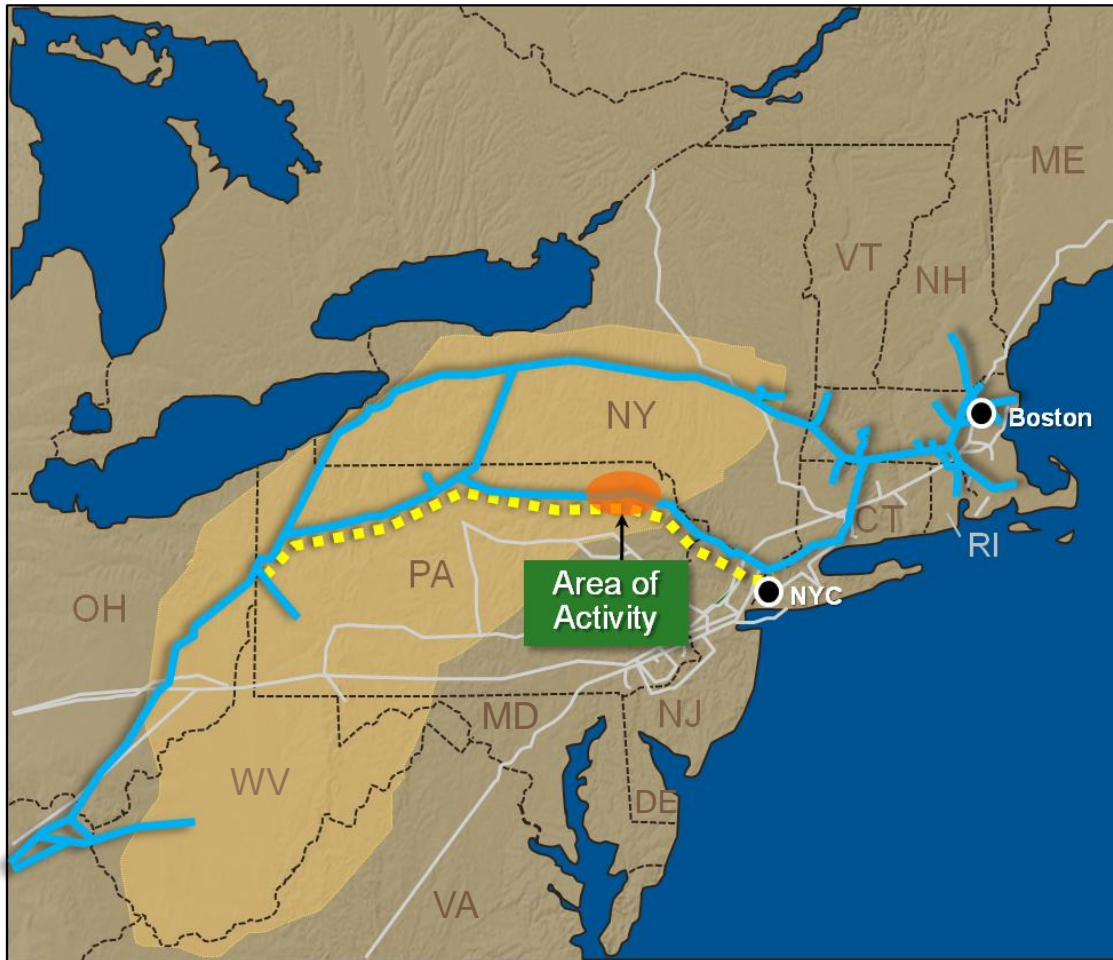 ME
VT
NH
NY
Boston
CT
RI
PA
Area of
Activity
NYC
OH
MD
NJ
WV
DE
VA